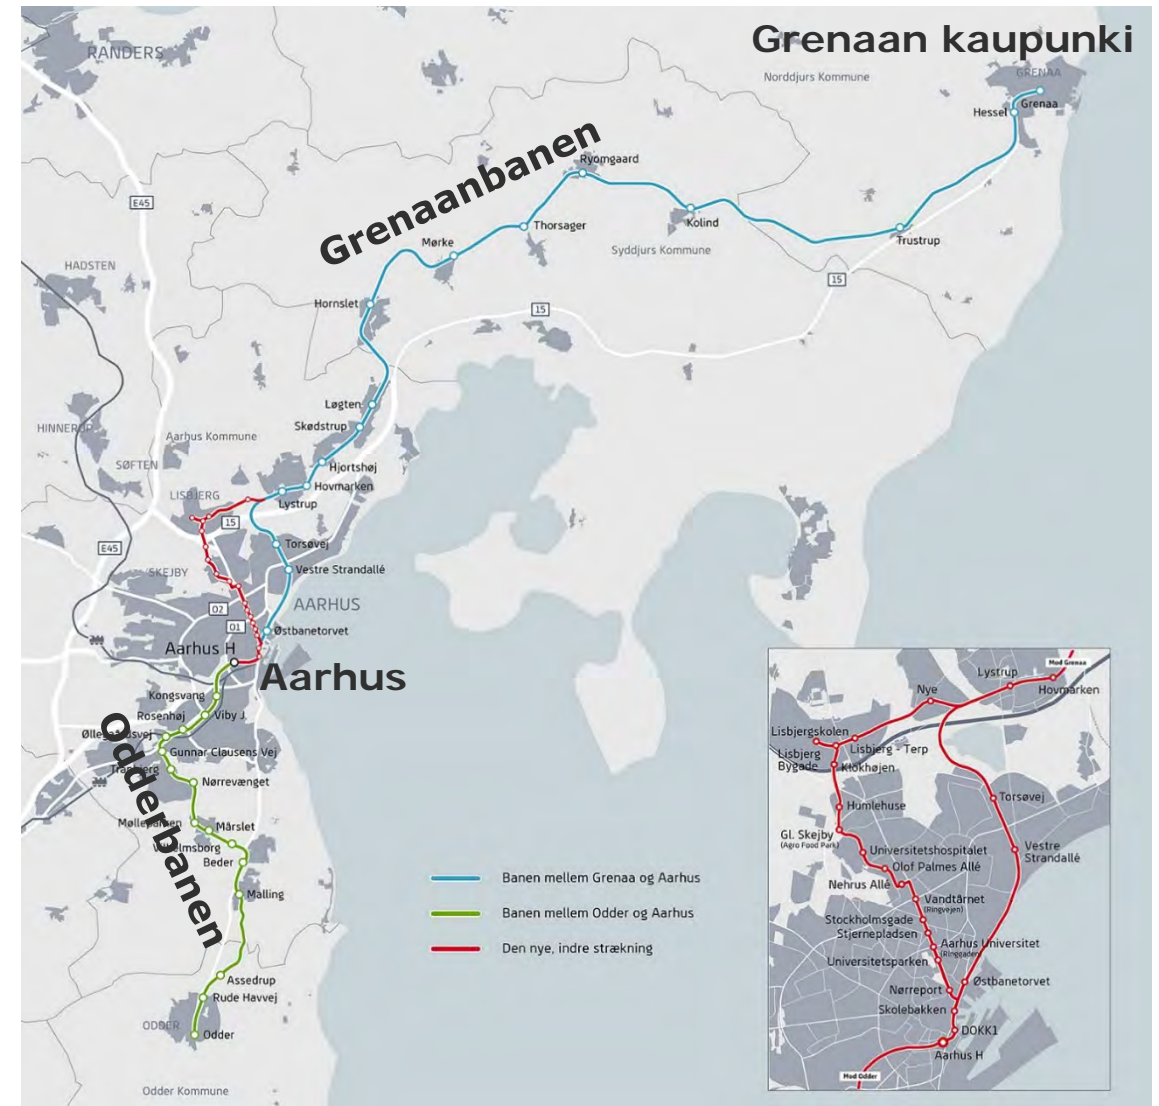 Grenaan kaupunki
RANDERS
Norddjurs Kommune
GRENAA
Grenaa
Hessel
Grenaanbanen
Ryomgaard
E45
Kolind
Thorsager
Trustrup
Mørke
Syddjurs Kommune
HADSTEN
15
Hornslet
15
Løgten
Skødstrup
HINNERUP
Aarhus Kommune
SØFTEN
Hjortshøj
Hovmarken
LISBJERG
Lystrup
15
Torsøvej
E45
SKEJBY
Vestre Strandallé
AARHUS
02
01
Østbanetorvet
Aarhus H
Aarhus
Kongsvang
Rosenhøj
Viby J.
Odderbanen
Gunnar Clausens Vej
Nørrevænget
Mårslet
Beder
Malling
Assedrup
Rude Havvej
ODDER
Odder
Odder Kommune
Banen mellem Grenaa og Aarhus
Banen mellem Odder og Aarhus
Den nye, indre strækning
Mod Grenaa
Lystrup
Hovmarken
Nye
Lisbjergskolen
Lisbjerg - Terp
Lisbjerg
Bygade
Klokhøjen
Torsøvej
Humlehuse
Gl. Skejby
(Agro Food Park)
Universitetshospitalet
Vestre
Strandallé
Olof Palmes Allé
Nehrus Allé
Vandtårnet
(Ringvejen)
Stockholmsgade
Stjernepladsen
Aarhus Universitet
(Ringgaden)
Universitetsparken
Østbanetorvet
Nørreport
Skolebakken
DOKK1
Aarhus H
Mod Odder